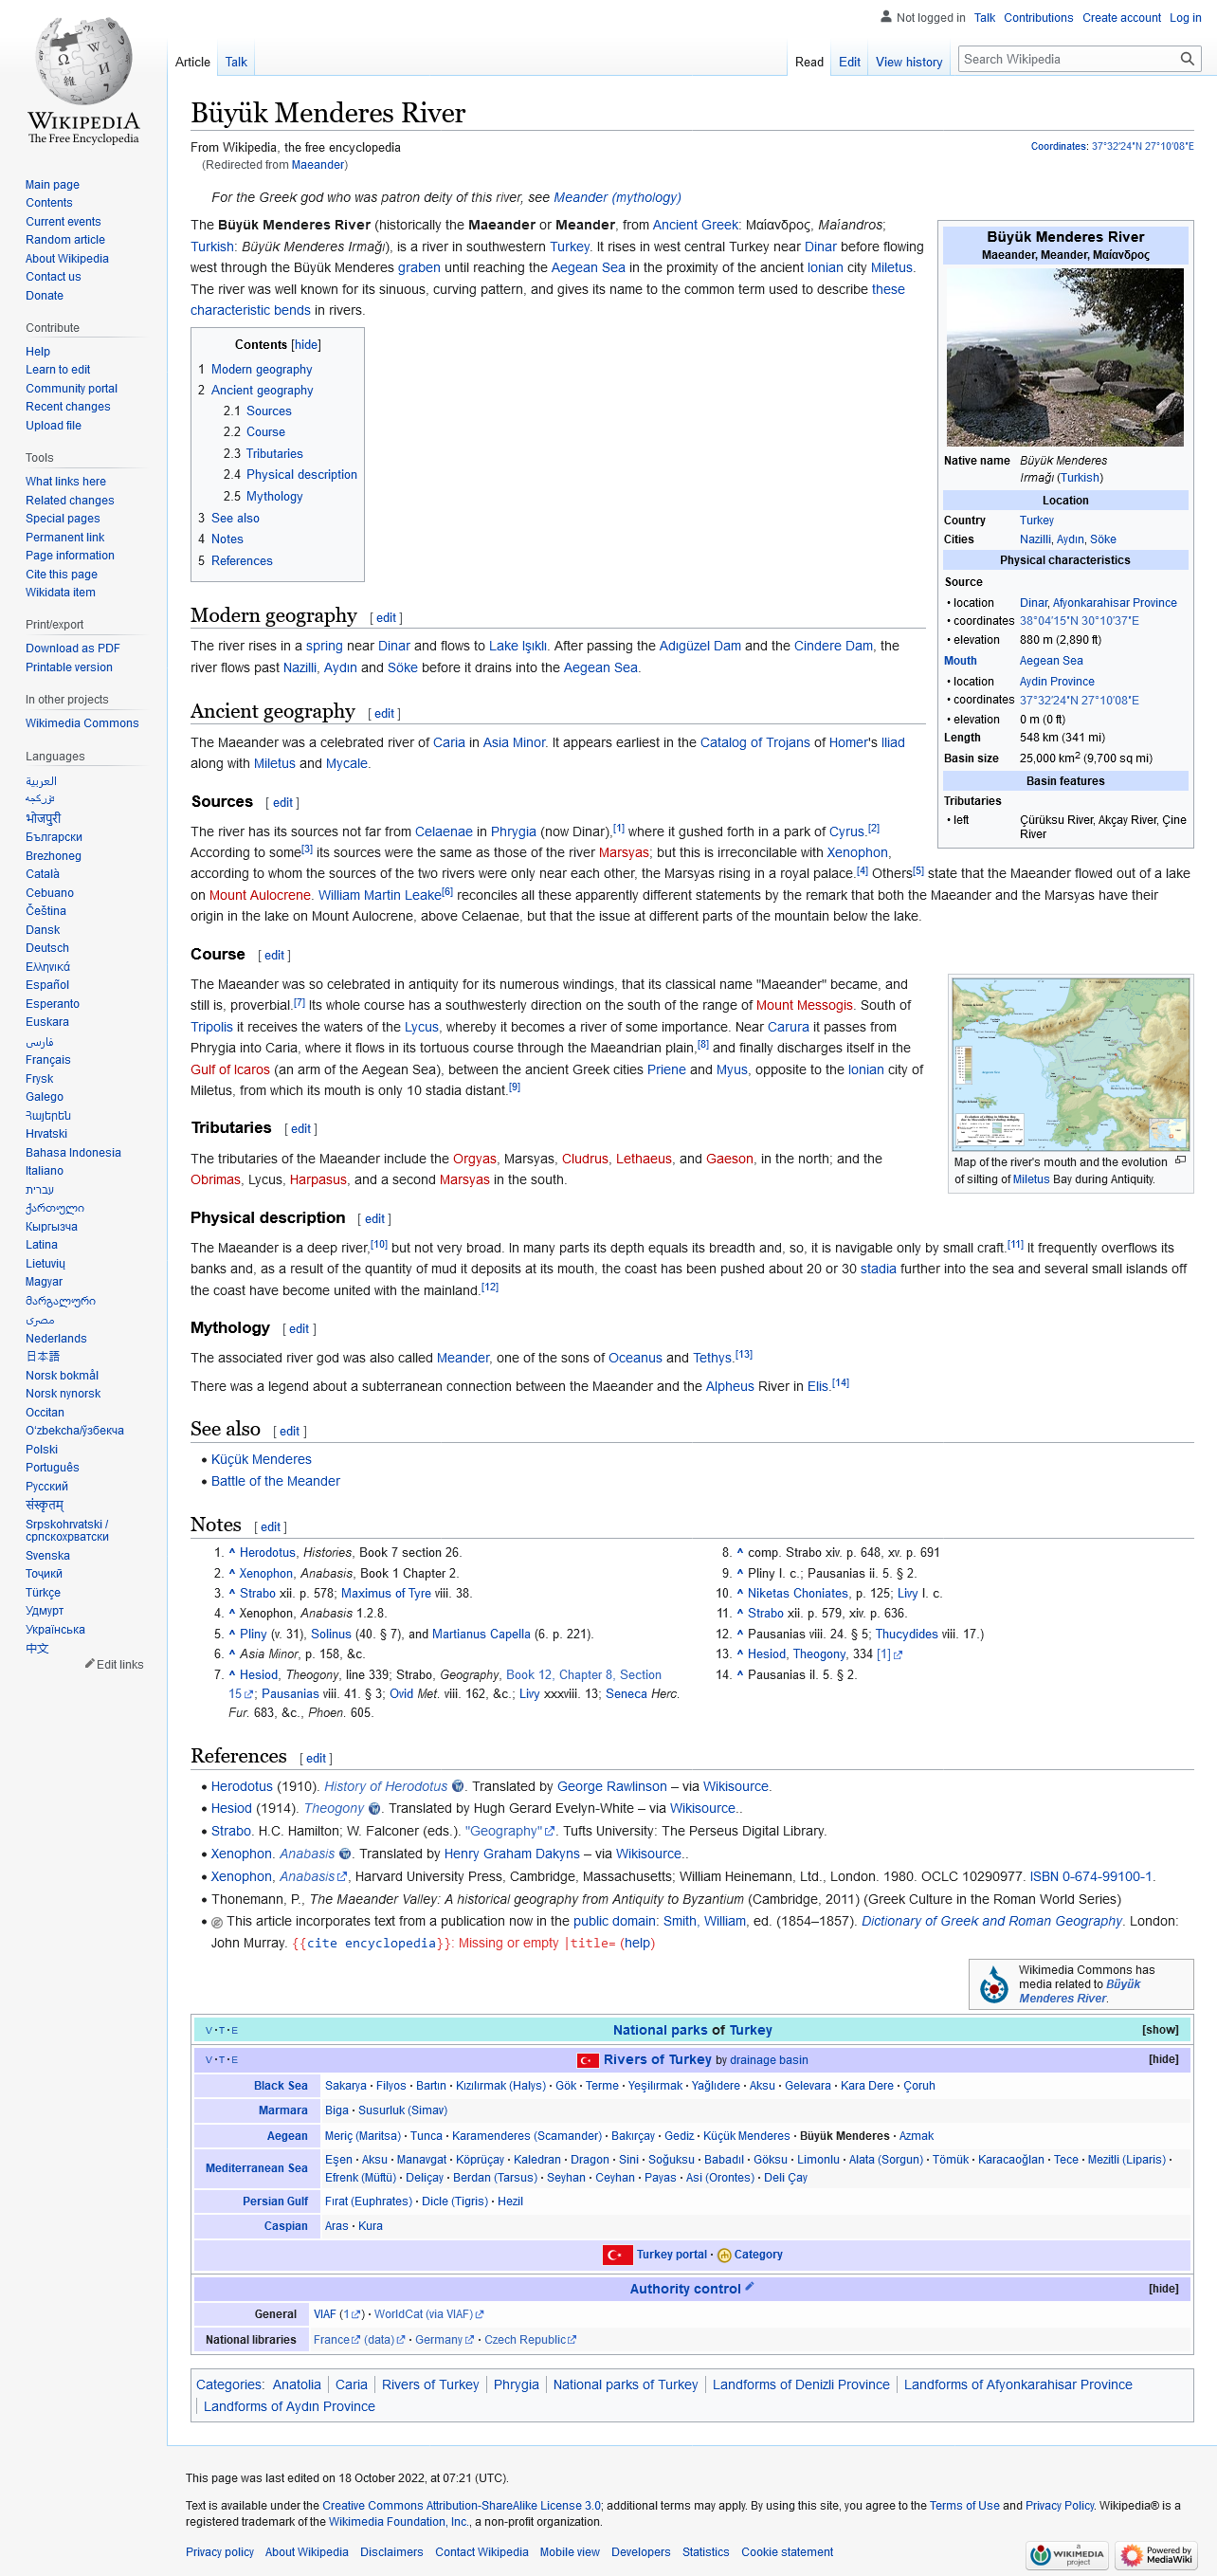 Not logged in Talk Contributions Create account Log in
Article Talk Read Edit View history Search Wikipedia
WIKIPEDIA
The Free Encyclopedia
Main page
Contents
Current events
Random article
About Wikipedia
Contact us
Donate
Contribute
Help
Learn to edit
Community portal
Recent changes
Upload file
Tools
What links here
Related changes
Special pages
Permanent link
Page information
Cite this page
Wikidata item
Print/export
Download as PDF
Printable version
In other projects
Wikimedia Commons
Languages
العربية
تۆرکجه
भोजपुरी
Български
Brezhoneg
Català
Cebuano
Čeština
Dansk
Deutsch
Ελληνικά
Español
Esperanto
Euskara
فارسی
Français
Frysk
Galego
Հայերեն
Hrvatski
Bahasa Indonesia
Italiano
עברית
ქართული
Кыргызча
Latina
Lietuvių
Magyar
მარგალური
مصرى
Nederlands
日本語
Norsk bokmål
Norsk nynorsk
Occitan
Oʻzbekcha/ўзбекча
Polski
Português
Русский
संस्कृतम्
Srpskohrvatski /
српскохрватски
Svenska
Тоҷикӣ
Türkçe
Удмурт
Українська
中文
Edit links
Büyük Menderes River
From Wikipedia, the free encyclopedia
Coordinates: 37°32′24″N 27°10′08″E
(Redirected from Maeander)
For the Greek god who was patron deity of this river, see Meander (mythology)
The Büyük Menderes River (historically the Maeander or Meander, from Ancient Greek: Μαίανδρος, Maíandros;
Turkish: Büyük Menderes Irmağı), is a river in southwestern Turkey. It rises in west central Turkey near Dinar before flowing
west through the Büyük Menderes graben until reaching the Aegean Sea in the proximity of the ancient Ionian city Miletus.
The river was well known for its sinuous, curving pattern, and gives its name to the common term used to describe these
characteristic bends in rivers.
Contents [hide]
1 Modern geography
2 Ancient geography
2.1 Sources
2.2 Course
2.3 Tributaries
2.4 Physical description
2.5 Mythology
3 See also
4 Notes
5 References
Büyük Menderes River
Maeander, Meander, Μαίανδρος
Native name Büyük Menderes
Irmağı (Turkish)
Location
Country Turkey
Cities Nazilli, Aydın, Söke
Physical characteristics
Source
• location Dinar, Afyonkarahisar Province
• coordinates 38°04′15″N 30°10′37″E
• elevation 880 m (2,890 ft)
Mouth Aegean Sea
• location Aydin Province
• coordinates 37°32′24″N 27°10′08″E
• elevation 0 m (0 ft)
Length 548 km (341 mi)
Basin size 25,000 km2 (9,700 sq mi)
Basin features
Tributaries
• left Çürüksu River, Akçay River, Çine
River
Modern geography [ edit ]
The river rises in a spring near Dinar and flows to Lake Işıklı. After passing the Adıgüzel Dam and the Cindere Dam, the
river flows past Nazilli, Aydın and Söke before it drains into the Aegean Sea.
Ancient geography [ edit ]
The Maeander was a celebrated river of Caria in Asia Minor. It appears earliest in the Catalog of Trojans of Homer's Iliad
along with Miletus and Mycale.
Sources [ edit ]
The river has its sources not far from Celaenae in Phrygia (now Dinar),[1] where it gushed forth in a park of Cyrus.[2]
According to some[3] its sources were the same as those of the river Marsyas; but this is irreconcilable with Xenophon,
according to whom the sources of the two rivers were only near each other, the Marsyas rising in a royal palace.[4] Others[5] state that the Maeander flowed out of a lake
on Mount Aulocrene. William Martin Leake[6] reconciles all these apparently different statements by the remark that both the Maeander and the Marsyas have their
origin in the lake on Mount Aulocrene, above Celaenae, but that the issue at different parts of the mountain below the lake.
Course [ edit ]
The Maeander was so celebrated in antiquity for its numerous windings, that its classical name "Maeander" became, and
still is, proverbial.[7] Its whole course has a southwesterly direction on the south of the range of Mount Messogis. South of
Tripolis it receives the waters of the Lycus, whereby it becomes a river of some importance. Near Carura it passes from
Phrygia into Caria, where it flows in its tortuous course through the Maeandrian plain,[8] and finally discharges itself in the
Gulf of Icaros (an arm of the Aegean Sea), between the ancient Greek cities Priene and Myus, opposite to the Ionian city of
Miletus, from which its mouth is only 10 stadia distant.[9]
Map of the river's mouth and the evolution
of silting of Miletus Bay during Antiquity.
Tributaries [ edit ]
The tributaries of the Maeander include the Orgyas, Marsyas, Cludrus, Lethaeus, and Gaeson, in the north; and the
Obrimas, Lycus, Harpasus, and a second Marsyas in the south.
Physical description [ edit ]
The Maeander is a deep river,[10] but not very broad. In many parts its depth equals its breadth and, so, it is navigable only by small craft.[11] It frequently overflows its
banks and, as a result of the quantity of mud it deposits at its mouth, the coast has been pushed about 20 or 30 stadia further into the sea and several small islands off
the coast have become united with the mainland.[12]
Mythology [ edit ]
The associated river god was also called Meander, one of the sons of Oceanus and Tethys.[13]
There was a legend about a subterranean connection between the Maeander and the Alpheus River in Elis.[14]
See also [ edit ]
• Küçük Menderes
• Battle of the Meander
Notes [ edit ]
1. ^ Herodotus, Histories, Book 7 section 26.
2. ^ Xenophon, Anabasis, Book 1 Chapter 2.
3. ^ Strabo xii. p. 578; Maximus of Tyre viii. 38.
4. ^ Xenophon, Anabasis 1.2.8.
5. ^ Pliny (v. 31), Solinus (40. § 7), and Martianus Capella (6. p. 221).
6. ^ Asia Minor, p. 158, &c.
7. ^ Hesiod, Theogony, line 339; Strabo, Geography, Book 12, Chapter 8, Section
15; Pausanias viii. 41. § 3; Ovid Met. viii. 162, &c.; Livy xxxviii. 13; Seneca Herc.
Fur. 683, &c., Phoen. 605.
8. ^ comp. Strabo xiv. p. 648, xv. p. 691
9. ^ Pliny l. c.; Pausanias ii. 5. § 2.
10. ^ Niketas Choniates, p. 125; Livy l. c.
11. ^ Strabo xii. p. 579, xiv. p. 636.
12. ^ Pausanias viii. 24. § 5; Thucydides viii. 17.)
13. ^ Hesiod, Theogony, 334 [1]
14. ^ Pausanias iI. 5. § 2.
References [ edit ]
• Herodotus (1910). History of Herodotus. Translated by George Rawlinson – via Wikisource.
• Hesiod (1914). Theogony. Translated by Hugh Gerard Evelyn-White – via Wikisource..
• Strabo. H.C. Hamilton; W. Falconer (eds.). "Geography". Tufts University: The Perseus Digital Library.
• Xenophon. Anabasis. Translated by Henry Graham Dakyns – via Wikisource..
• Xenophon, Anabasis, Harvard University Press, Cambridge, Massachusetts; William Heinemann, Ltd., London. 1980. OCLC 10290977. ISBN 0-674-99100-1.
• Thonemann, P., The Maeander Valley: A historical geography from Antiquity to Byzantium (Cambridge, 2011) (Greek Culture in the Roman World Series)
• This article incorporates text from a publication now in the public domain: Smith, William, ed. (1854–1857). Dictionary of Greek and Roman Geography. London:
John Murray. {{cite encyclopedia}}: Missing or empty |title= (help)
Wikimedia Commons has
media related to Büyük
Menderes River.
V · T · E National parks of Turkey [show]
V · T · E Rivers of Turkey by drainage basin [hide]
Black Sea Sakarya · Filyos · Bartın · Kızılırmak (Halys) · Gök · Terme · Yeşilırmak · Yağlıdere · Aksu · Gelevara · Kara Dere · Çoruh
Marmara Biga · Susurluk (Simav)
Aegean Meriç (Maritsa) · Tunca · Karamenderes (Scamander) · Bakırçay · Gediz · Küçük Menderes · Büyük Menderes · Azmak
Mediterranean Sea Eşen · Aksu · Manavgat · Köprüçay · Kaledran · Dragon · Sini · Soğuksu · Babadıl · Göksu · Limonlu · Alata (Sorgun) · Tömük · Karacaoğlan · Tece · Mezitli (Liparis) ·
Efrenk (Müftü) · Deliçay · Berdan (Tarsus) · Seyhan · Ceyhan · Payas · Asi (Orontes) · Deli Çay
Persian Gulf Fırat (Euphrates) · Dicle (Tigris) · Hezil
Caspian Aras · Kura
Turkey portal · Category
Authority control [hide]
General VIAF (1) · WorldCat (via VIAF)
National libraries France (data) · Germany · Czech Republic
Categories: Anatolia | Caria | Rivers of Turkey | Phrygia | National parks of Turkey | Landforms of Denizli Province | Landforms of Afyonkarahisar Province
| Landforms of Aydın Province
This page was last edited on 18 October 2022, at 07:21 (UTC).
Text is available under the Creative Commons Attribution-ShareAlike License 3.0; additional terms may apply. By using this site, you agree to the Terms of Use and Privacy Policy. Wikipedia® is a
registered trademark of the Wikimedia Foundation, Inc., a non-profit organization.
Privacy policy About Wikipedia Disclaimers Contact Wikipedia Mobile view Developers Statistics Cookie statement
a WIKIMEDIA project
Powered by MediaWiki